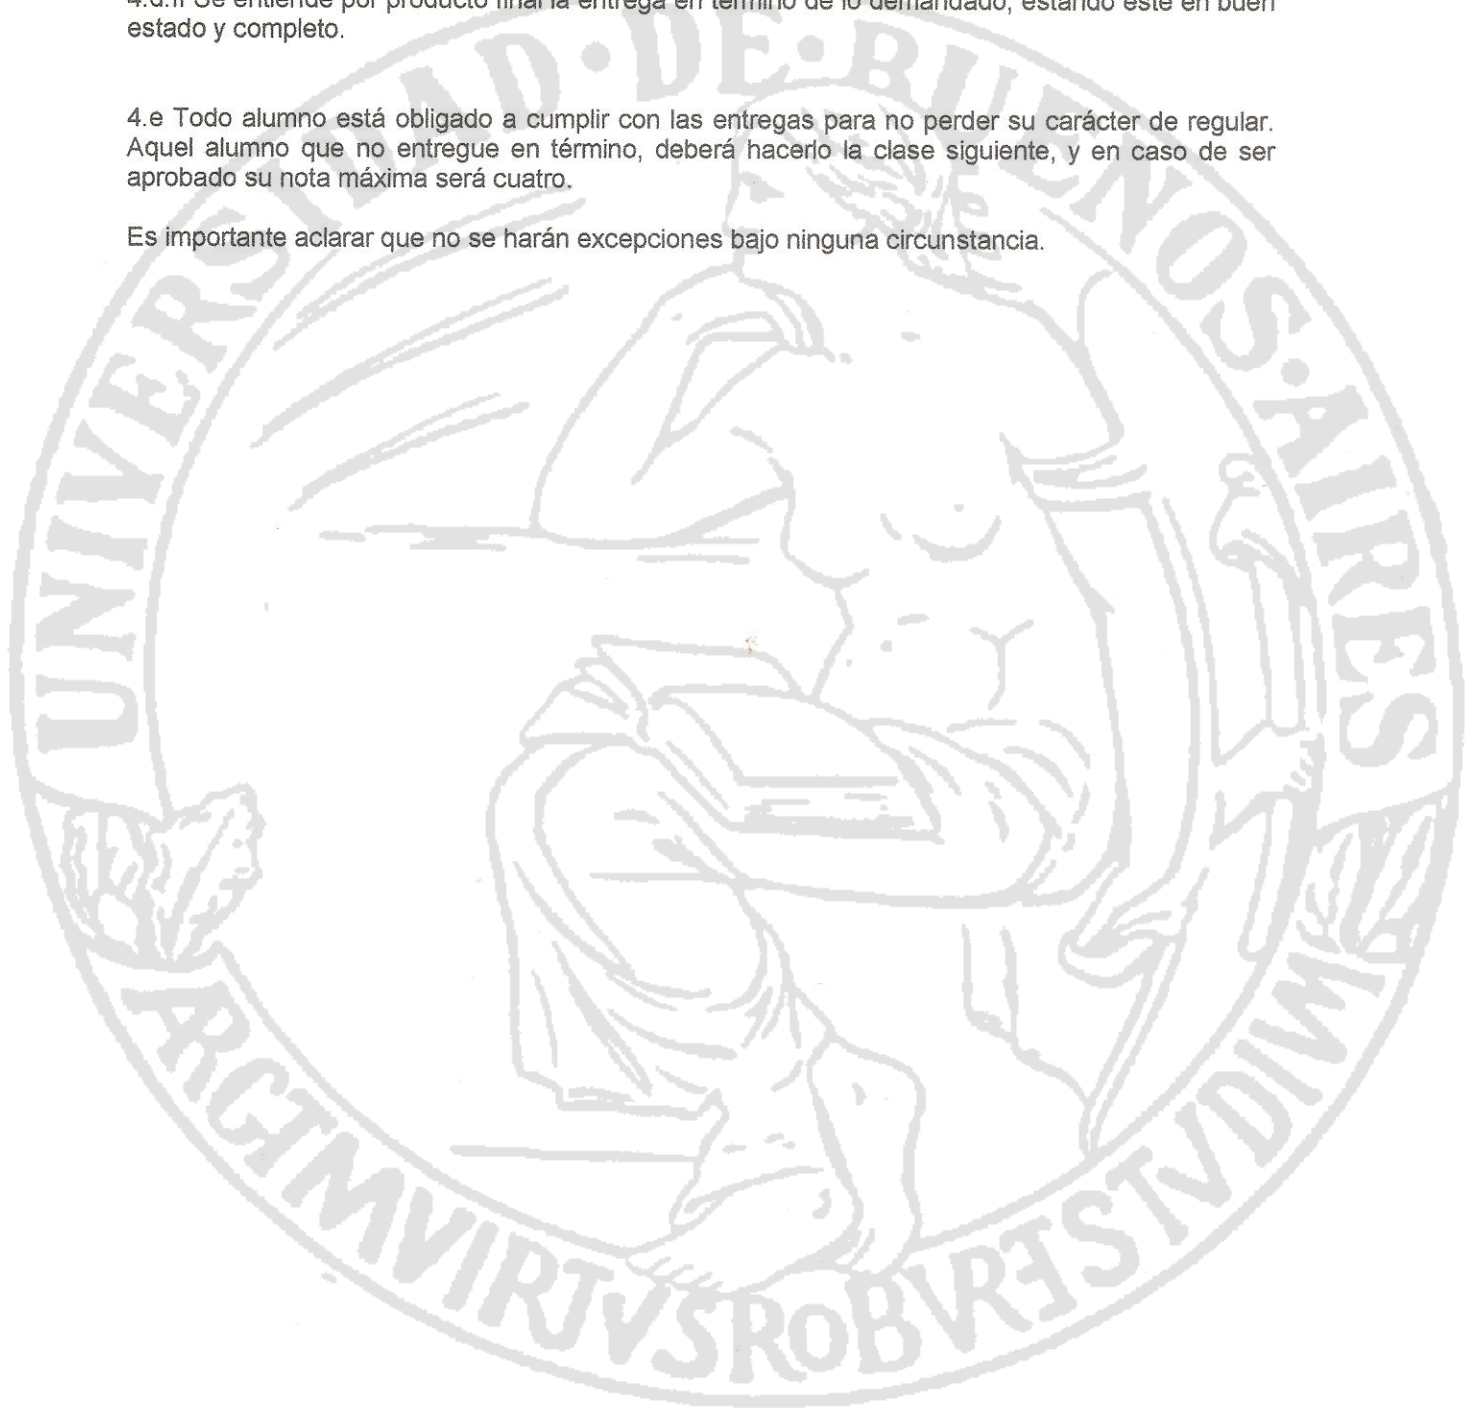 Se entiende por producto final la entrega en término de lo demandado, estando este en buen
estado y completo.
4.e Todo alumno está obligado a cumplir con las entregas para no perder su carácter de regular.
Aquel alumno que no entregue en término, deberá hacerlo la clase siguiente, y en caso de ser
aprobado su nota máxima será cuatro.
Es importante aclarar que no se harán excepciones bajo ninguna circunstancia.
UNIVERSIDAD·DE·BUENOS·AIRES
ARGTMVIRTVSROBVRETSTVDIVM